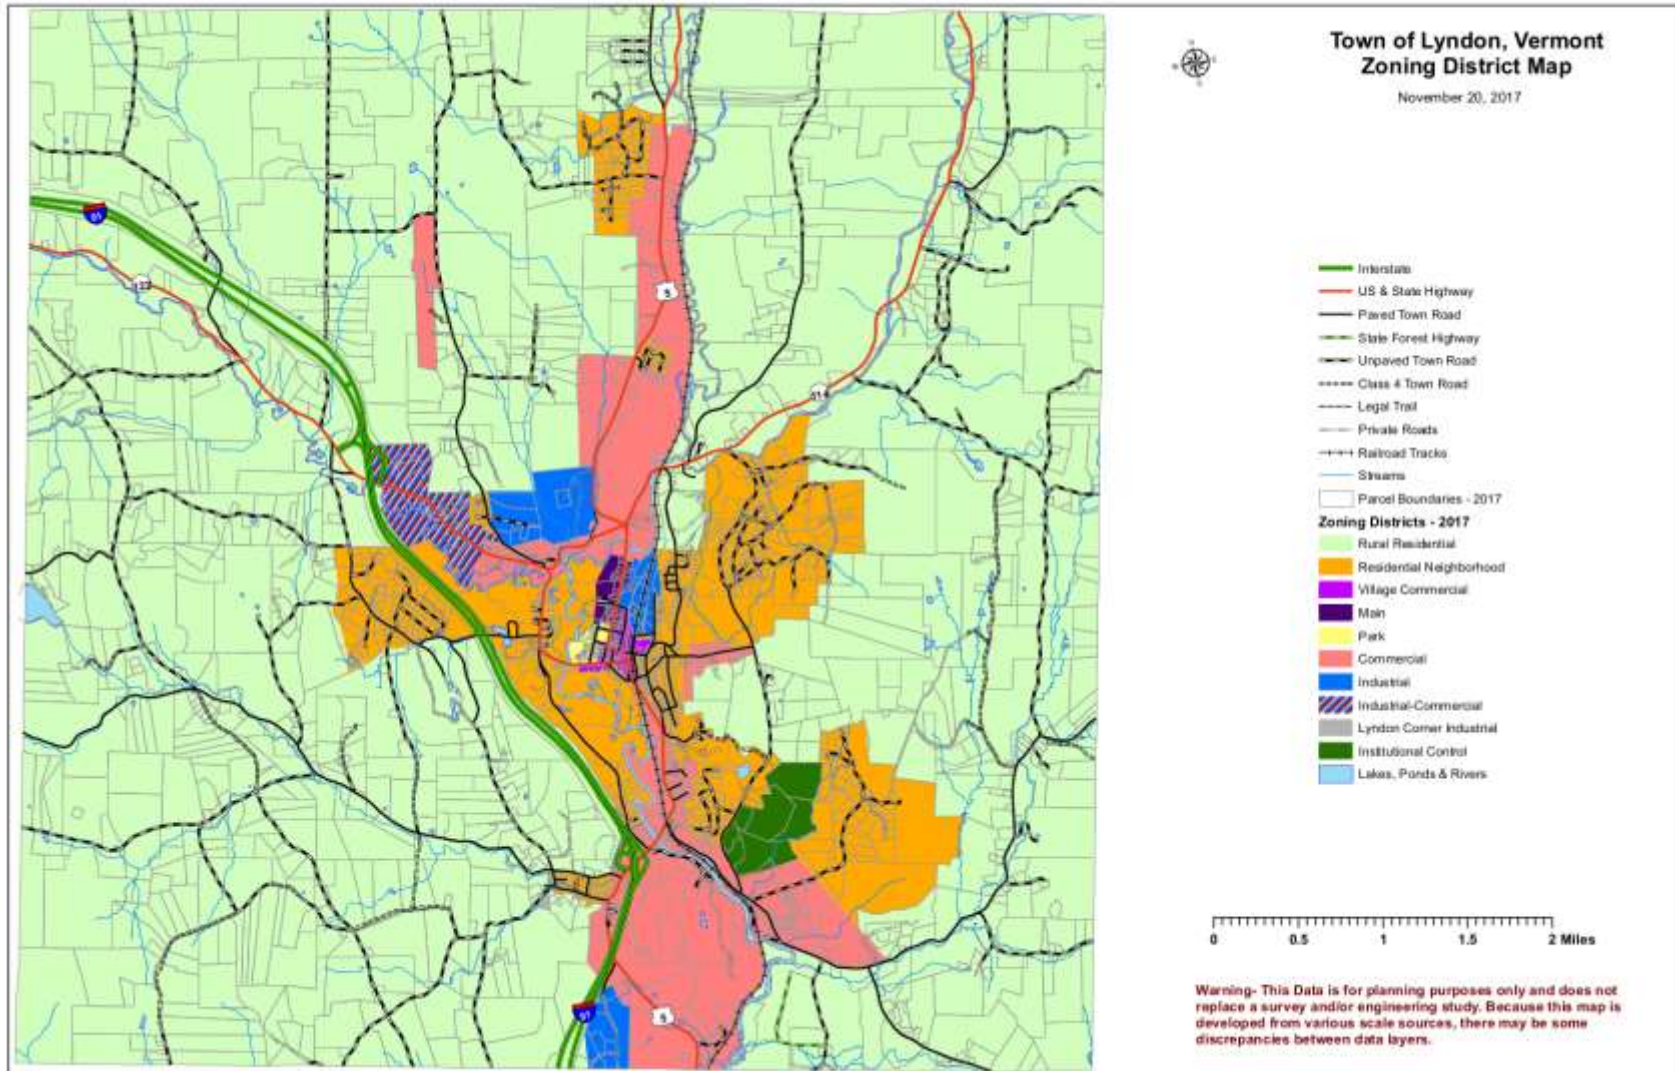 Town of Lyndon, Vermont
Zoning District Map
November 20, 2017
91
122
5
114
Interstate
US & State Highway
Paved Town Road
State Forest Highway
Unpaved Town Road
Class 4 Town Road
Legal Trail
Private Roads
Railroad Tracks
Streams
Parcel Boundaries - 2017
Zoning Districts - 2017
Rural Residential
Residential Neighborhood
Village Commercial
Main
Park
Commercial
Industrial
Industrial-Commercial
Lyndon Corner Industrial
Institutional Control
Lakes, Ponds & Rivers
91
5
0 0.5 1 1.5 2 Miles
Warning- This Data is for planning purposes only and does not
replace a survey and/or engineering study. Because this map is
developed from various scale sources, there may be some
discrepancies between data layers.